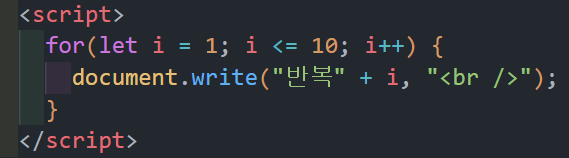 <script>
for(let i = 1; i <= 10; i++) {
document.write("반복" + i, "<br />");
}
</script>